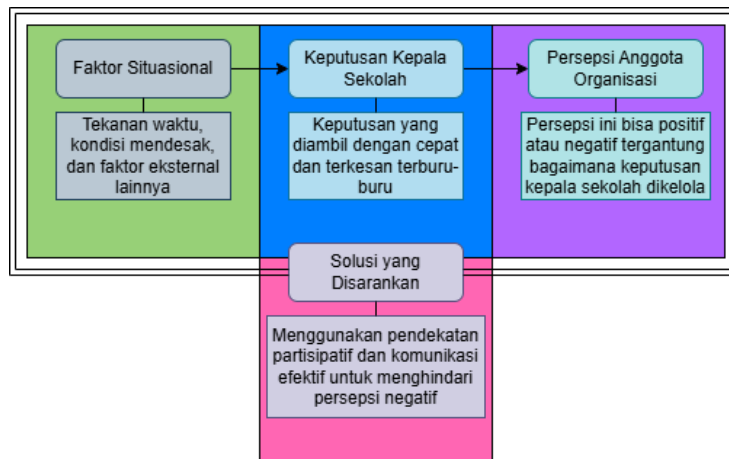 Faktor Situasional
Tekanan waktu,
kondisi mendesak,
dan faktor eksternal
lainnya
Keputusan Kepala
Sekolah
Keputusan yang
diambil dengan cepat
dan terkesan terburu-
buru
Persepsi Anggota
Organisasi
Persepsi ini bisa positif
atau negatif tergantung
bagaimana keputusan
kepala sekolah dikelola
Solusi yang
Disarankan
Menggunakan pendekatan
partisipatif dan komunikasi
efektif untuk menghindari
persepsi negatif